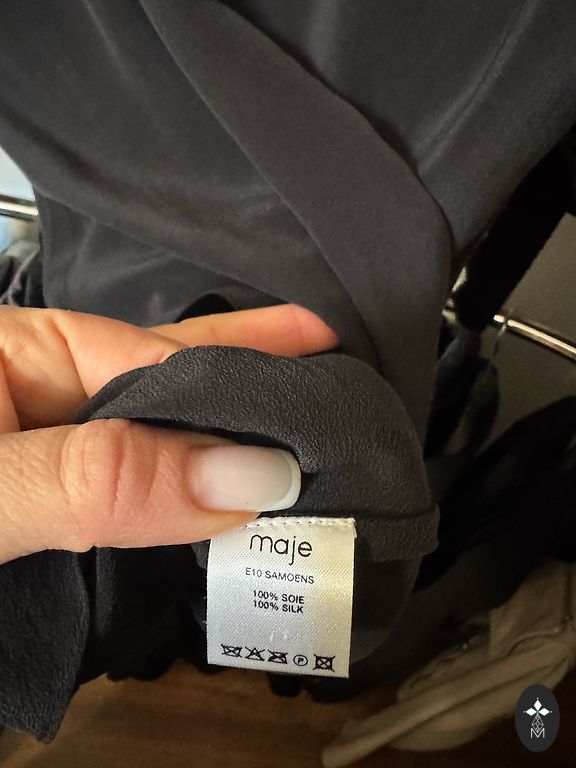 maje
E10 SAMOENS
100% SOIE
100% SILK
P
M